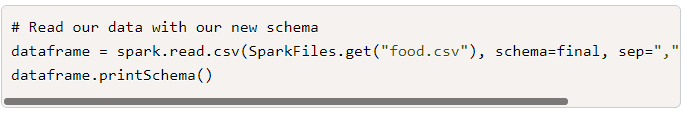 # Read our data with our new schema
dataframe = spark.read.csv(SparkFiles.get("food.csv"), schema=final, sep=","
dataframe.printSchema()